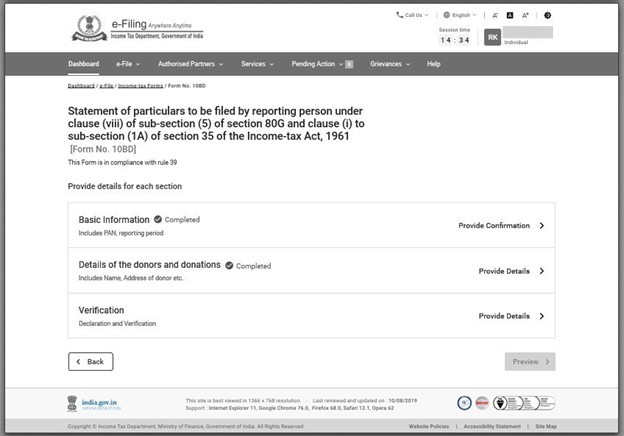 e-Filing Anywhere Anytime
Income Tax Department, Government of India
Call Us
English
A-
A
A+
Session time
14 : 34
RK
Individual
Dashboard e-File Authorised Partners Services Pending Action Grievances Help
Dashboard / e-File / Income-tax Forms / Form No. 10BD
Statement of particulars to be filed by reporting person under
clause (viii) of sub-section (5) of section 80G and clause (i) to
sub-section (1A) of section 35 of the Income-tax Act, 1961
[Form No. 10BD]
This Form is in compliance with rule 39
Provide details for each section
Basic Information Completed
Includes PAN, reporting period
Provide Confirmation
Details of the donors and donations Completed
Includes Name, Address of donor etc.
Provide Details
Verification
Declaration and Verification
Provide Details
Back
Preview
india.gov.in
This site is best viewed in 1366 x 768 resolution. Last reviewed and updated on : 10/08/2019
Support : Internet Explorer 11, Google Chrome 76.0, Firefox 68.0, Safari 12.1, Opera 62
Copyright © Income Tax Department, Ministry of Finance, Government of India. All Rights Reserved
Website Policies | Accessibility Statement | Site Map